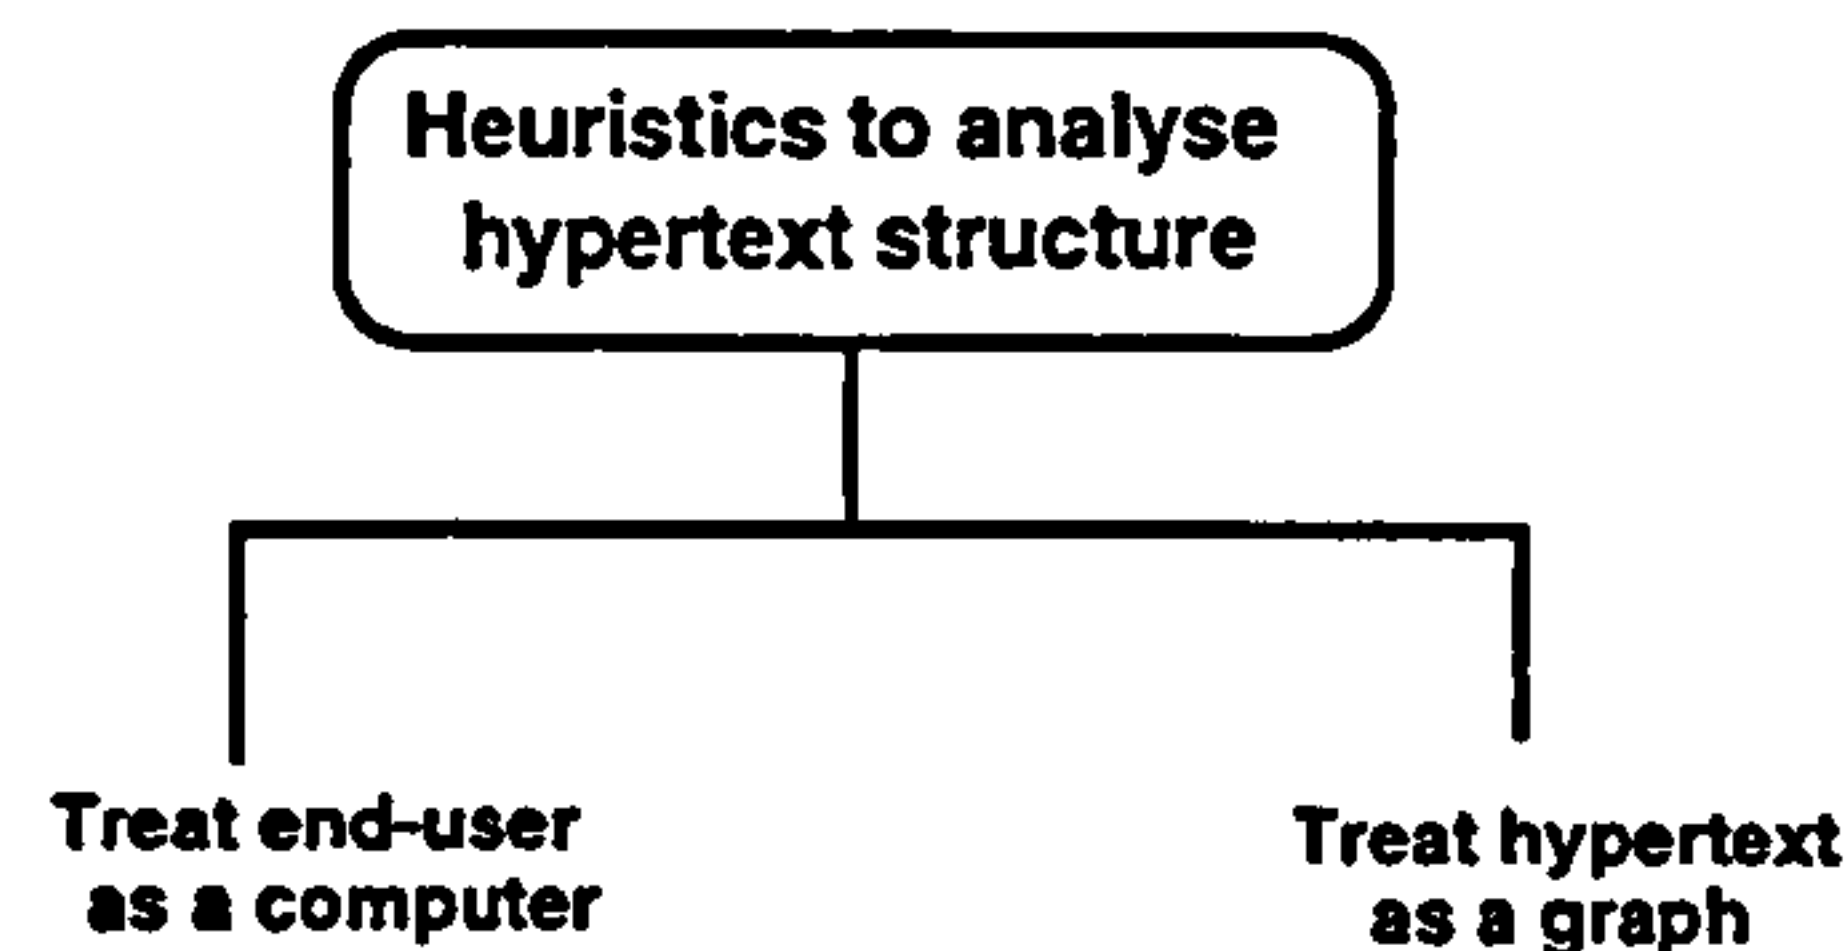 Heuristics to analyse
hypertext structure
Treat end-user
as a computer
Treat hypertext
as a graph